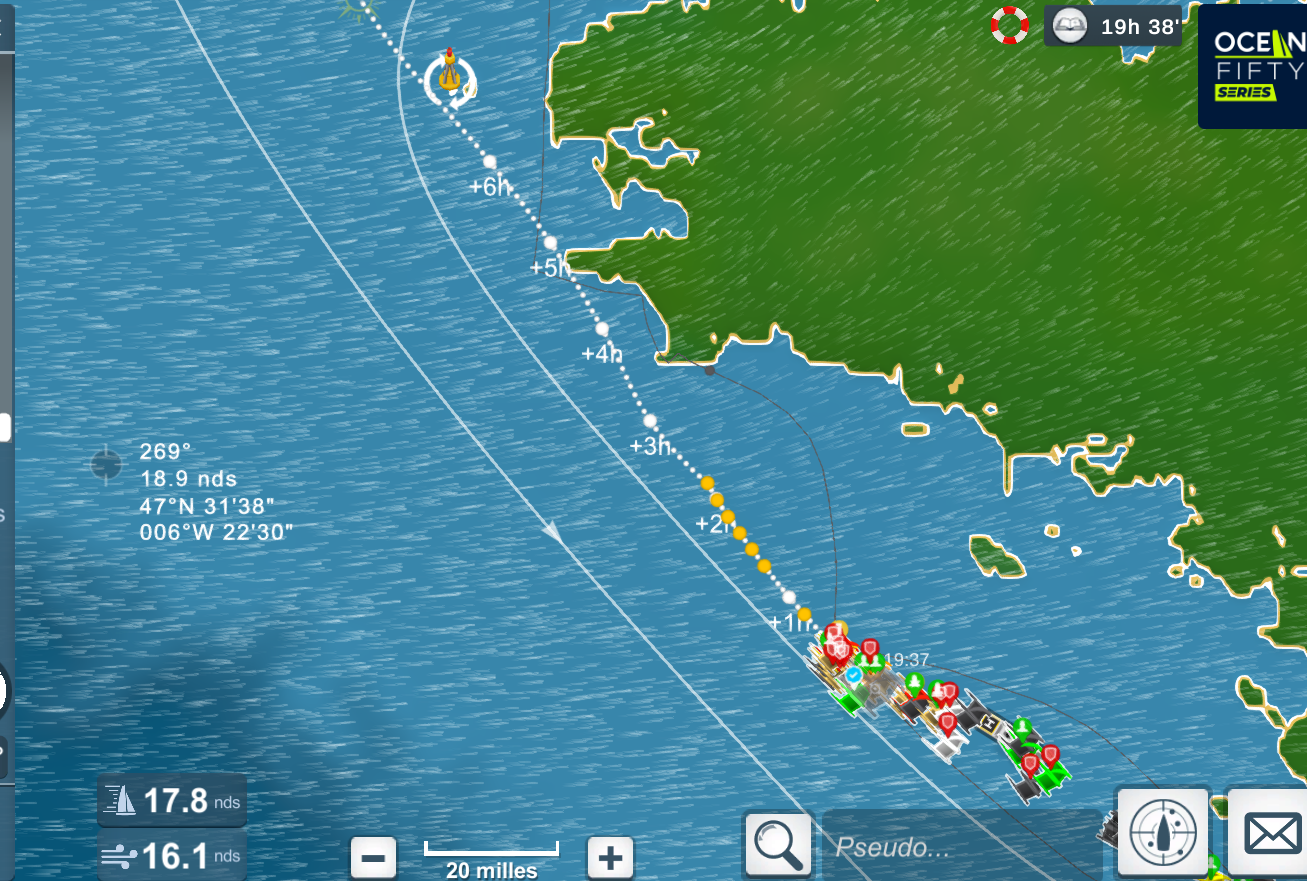 19h 38'
OCEAN
FIFTY
SERIES
+6h
+5h
+4h
+3h
269°
18.9 nds
47°N 31'38"
006°W 22'30"
+2h
+1h
19:37
17.8 nds
16.1 nds
20 milles
Pseudo...